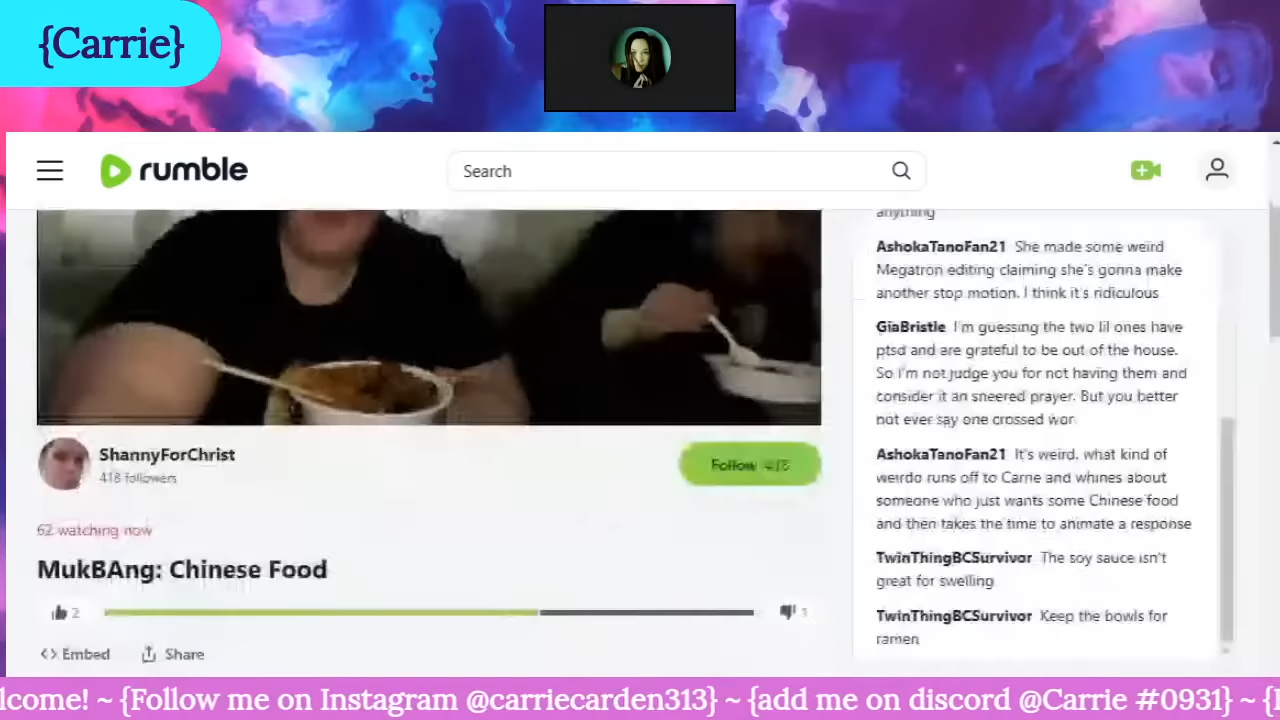 {Carrie}
rumble
Search
anything
AshokaTanoFan21 She made some weird
Megatron editing claiming she's gonna make
another stop motion. I think it's ridiculous
GiaBristle I'm guessing the two lil ones have
ptsd and are grateful to be out of the house.
So I'm not judge you for not having them and
consider it an sneered prayer. But you better
not ever say one crossed wor
AshokaTanoFan21 It's weird, what kind of
weirdo runs off to Carrie and whines about
someone who just wants some Chinese food
and then takes the time to animate a response
TwinThingBCSurvivor The soy sauce isn't
great for swelling
TwinThingBCSurvivor Keep the bowls for
ramen
ShannyForChrist
418 followers
Follow 418
62 watching now
MukBAng: Chinese Food
2
1
Embed
Share
lcome! ~ {Follow me on Instagram @carriecarden313} ~ {add me on discord @Carrie #0931} ~ {